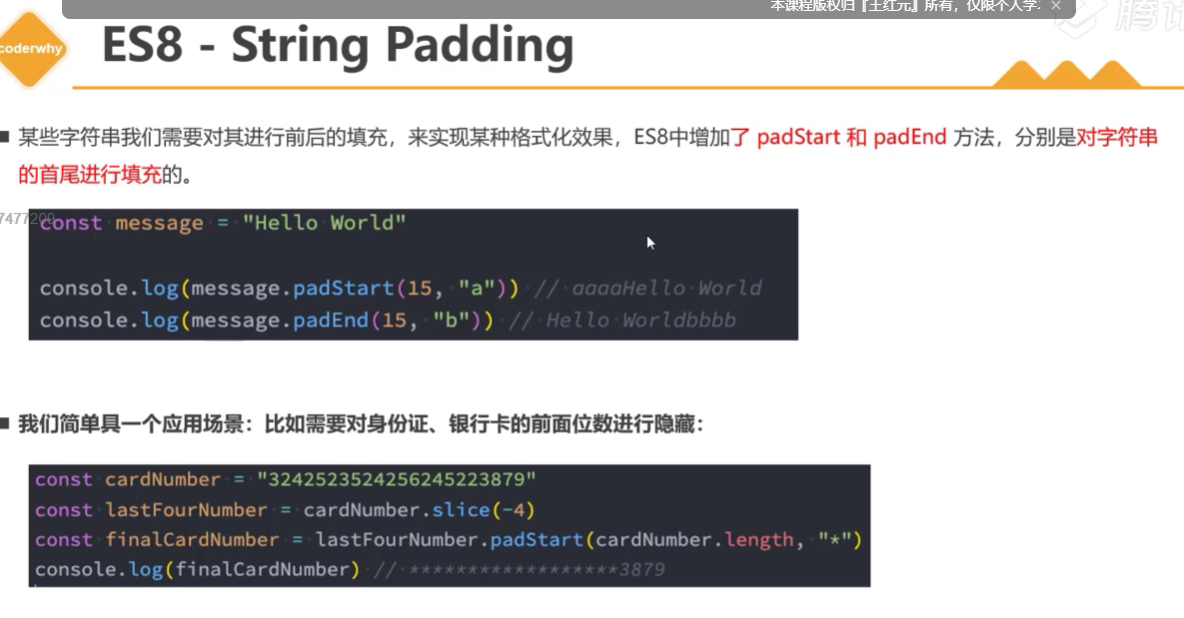 本课程版权归『王红元』所有，仅限个人学习 ×
腾讯
coderwhy
ES8 - String Padding
■ 某些字符串我们需要对其进行前后的填充，来实现某种格式化效果，ES8中增加了 padStart 和 padEnd 方法，分别是对字符串
的首尾进行填充的。
7477209
const message = "Hello World"
console.log(message.padStart(15, "a")) // aaaaHello World
console.log(message.padEnd(15, "b")) // Hello Worldbbbb
■ 我们简单具一个应用场景：比如需要对身份证、银行卡的前面位数进行隐藏：
const cardNumber = "3242523524256245223879"
const lastFourNumber = cardNumber.slice(-4)
const finalCardNumber = lastFourNumber.padStart(cardNumber.length, "*")
console.log(finalCardNumber) // ******************3879